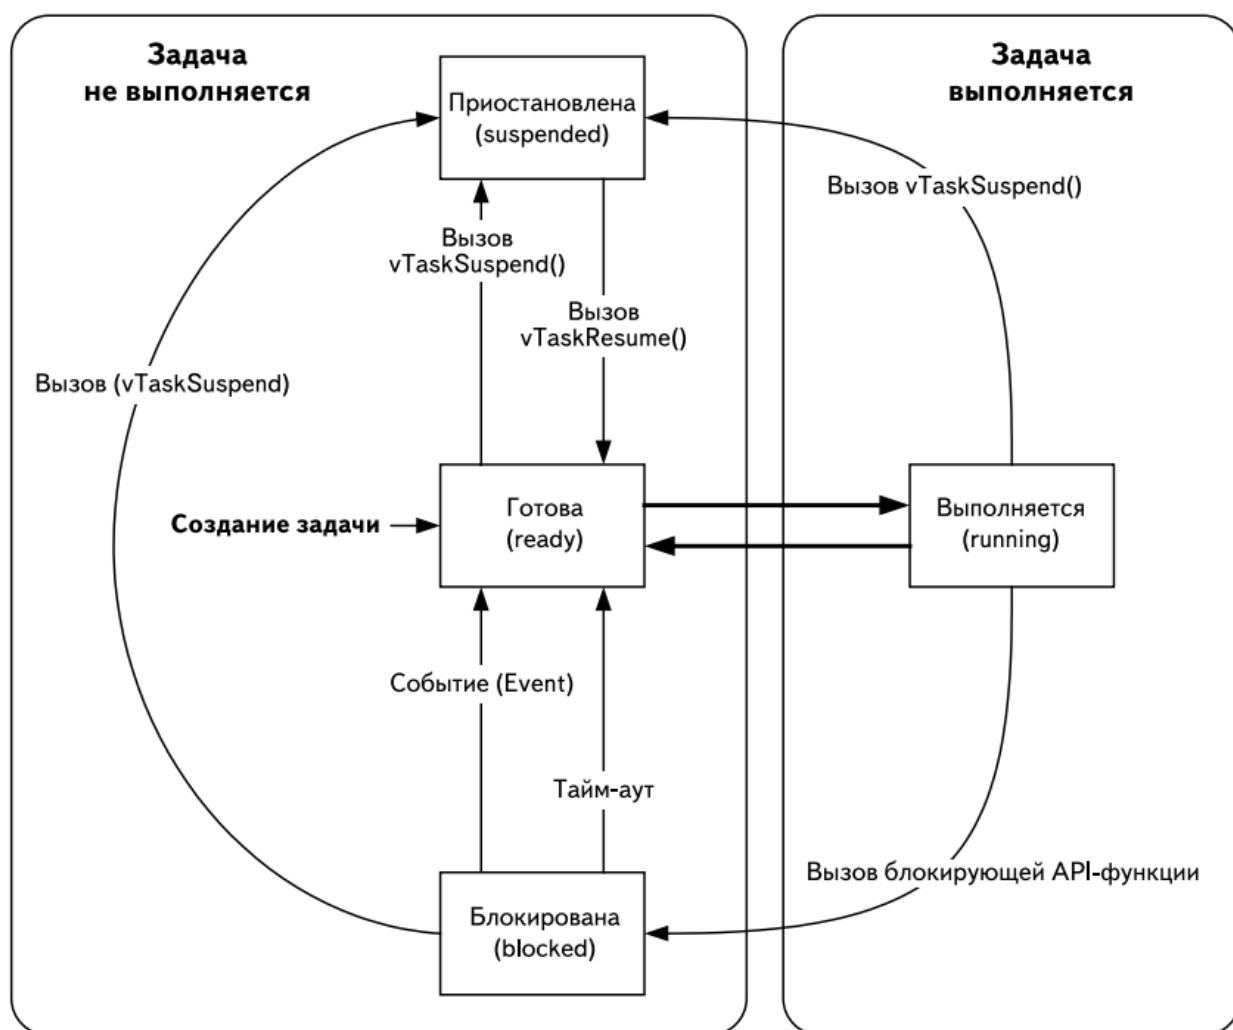 Задача
не выполняется
Задача
выполняется
Приостановлена
(suspended)
Вызов vTaskSuspend()
Вызов
vTaskSuspend()
Вызов
vTaskResume()
Вызов (vTaskSuspend)
Создание задачи
Готова
(ready)
Выполняется
(running)
Событие (Event)
Тайм-аут
Вызов блокирующей API-функции
Блокирована
(blocked)